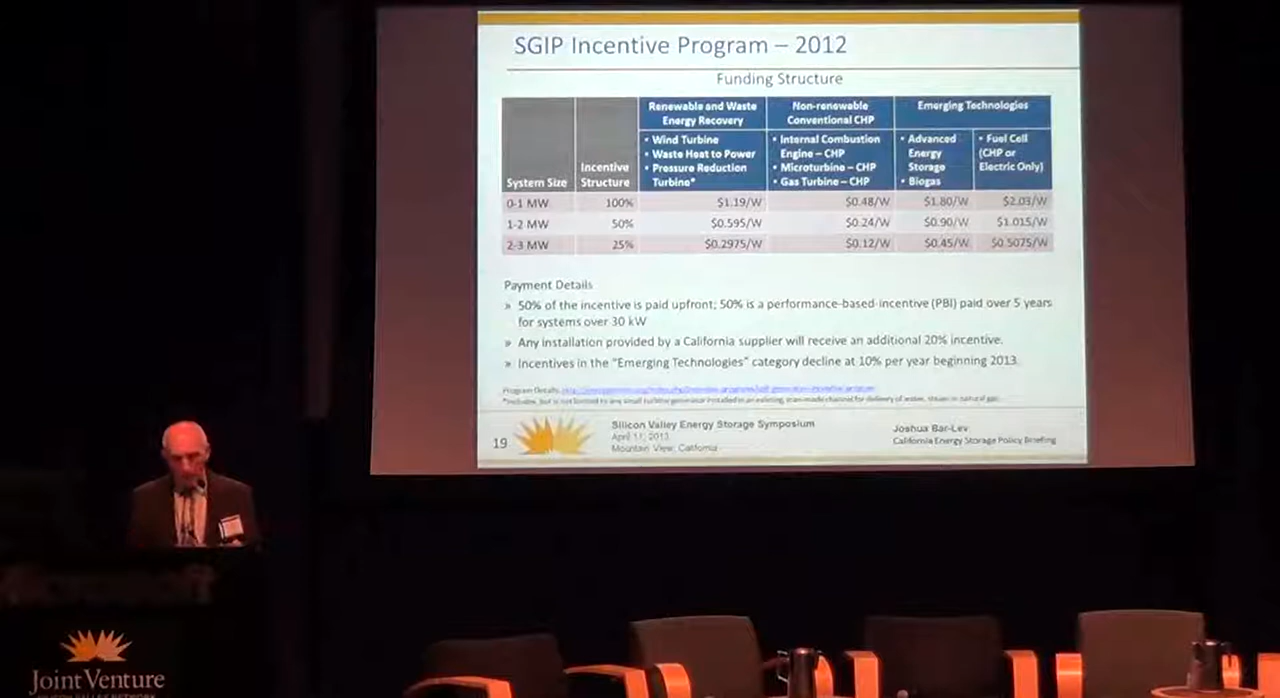 SGIP Incentive Program – 2012
Funding Structure
System Size
Incentive
Structure
Renewable and Waste
Energy Recovery
Non-renewable
Conventional CHP
Emerging Technologies
• Wind Turbine
• Waste Heat to Power
• Pressure Reduction
Turbine*
• Internal Combustion
Engine – CHP
• Microturbine – CHP
• Gas Turbine – CHP
• Advanced
Energy
Storage
• Biogas
• Fuel Cell
(CHP or
Electric Only)
0-1 MW 100% $1.19/W $0.48/W $1.80/W $2.03/W
1-2 MW 50% $0.595/W $0.24/W $0.90/W $1.015/W
2-3 MW 25% $0.2975/W $0.12/W $0.45/W $0.5075/W
Payment Details
» 50% of the incentive is paid upfront; 50% is a performance-based-incentive (PBI) paid over 5 years
for systems over 30 kW
» Any installation provided by a California supplier will receive an additional 20% incentive.
» Incentives in the "Emerging Technologies" category decline at 10% per year beginning 2013.
Program Details:
19
Silicon Valley Energy Storage Symposium
April 11, 2013
Mountain View, California
Joshua Bar-Lev
California Energy Storage Policy Briefing
Microsoft
Joint Venture